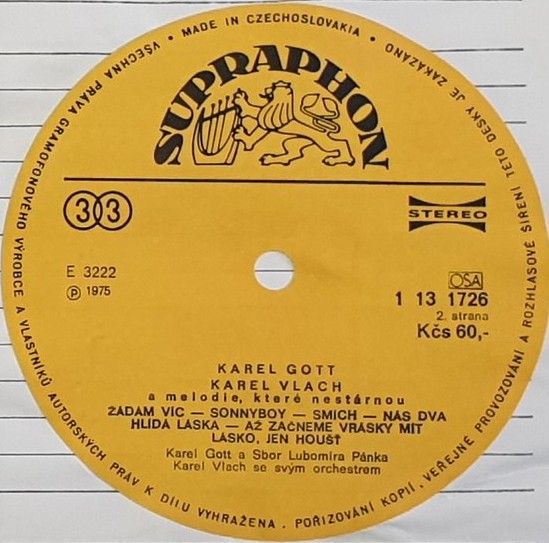 VŠECHNA PRÁVA GRAMOFONOVÉHO VÝROBCE A VLASTNÍKŮ AUTORSKÝCH PRÁV K DÍLU VYHRAŽENA. POŘIZOVÁNÍ KOPIÍ, VEŘEJNÉ PROVOZOVÁNÍ A ROZHLASOVÉ ŠÍŘENÍ TÉTO DESKY JE ZAKÁZÁNO • MADE IN CZECHOSLOVAKIA •
SUPRAPHON
33
STEREO
E 3222
Ⓟ 1975
OSA
1 13 1726
2. strana
Kčs 60,-
KAREL GOTT
KAREL VLACH
a melodie, které nestárnou
ŽÁDÁM VÍC — SONNYBOY — SMÍCH — NÁS DVA
HLÍDÁ LÁSKA — AŽ ZAČNEME VRÁSKY MÍT
LÁSKO, JEN HOUŠŤ
Karel Gott a Sbor Lubomíra Pánka
Karel Vlach se svým orchestrem